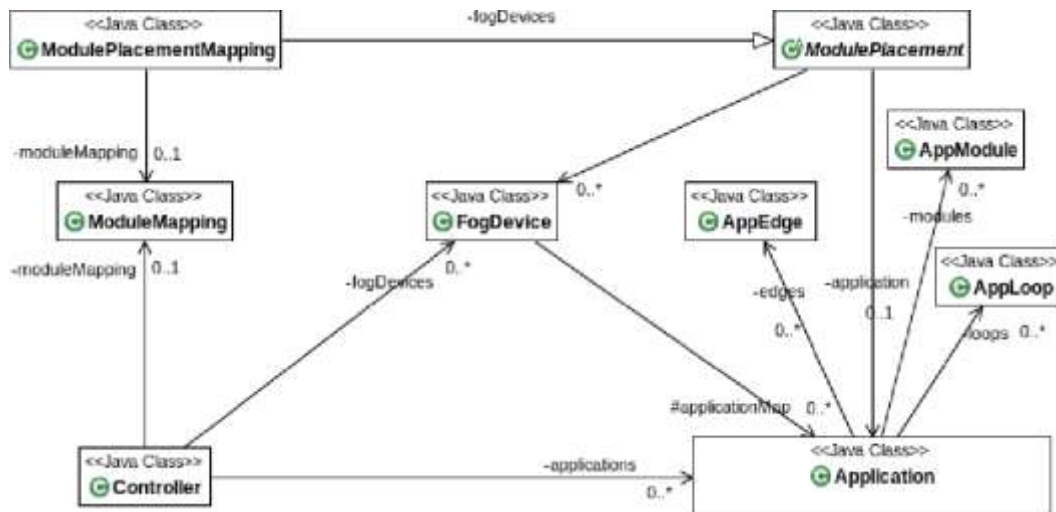 <<Java Class>>
ModulePlacementMapping
-fogDevices
<<Java Class>>
ModulePlacement
<<Java Class>>
AppModule
-moduleMapping 0..1
0..*
0..*
<<Java Class>>
ModuleMapping
<<Java Class>>
FogDevice
<<Java Class>>
AppEdge
-modules
-moduleMapping 0..1
-fogDevices 0..*
-edges
0..*
-application
0..1
<<Java Class>>
AppLoop
-loops 0..*
#applicationMap 0..*
<<Java Class>>
Controller
-applications
0..*
<<Java Class>>
Application